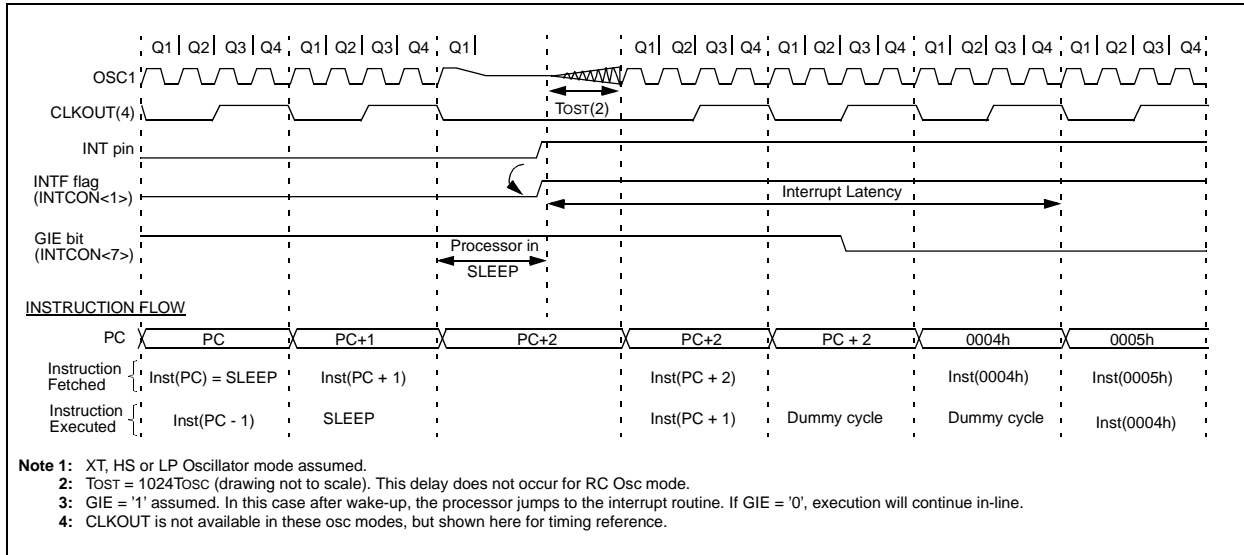 Q1 Q2 Q3 Q4 Q1 Q2 Q3 Q4 Q1 Q1 Q2 Q3 Q4 Q1 Q2 Q3 Q4 Q1 Q2 Q3 Q4 Q1 Q2 Q3 Q4
OSC1
TOST(2)
CLKOUT(4)
INT pin
INTF flag
(INTCON<1>)
Interrupt Latency
GIE bit
(INTCON<7>)
Processor in
SLEEP
INSTRUCTION FLOW
PC PC PC+1 PC+2 PC+2 PC + 2 0004h 0005h
Instruction
Fetched
Inst(PC) = SLEEP Inst(PC + 1) Inst(PC + 2) Inst(0004h) Inst(0005h)
Instruction
Executed
Inst(PC - 1) SLEEP Inst(PC + 1) Dummy cycle Dummy cycle Inst(0004h)
Note 1: XT, HS or LP Oscillator mode assumed.
2: TOST = 1024TOSC (drawing not to scale). This delay does not occur for RC Osc mode.
3: GIE = '1' assumed. In this case after wake-up, the processor jumps to the interrupt routine. If GIE = '0', execution will continue in-line.
4: CLKOUT is not available in these osc modes, but shown here for timing reference.